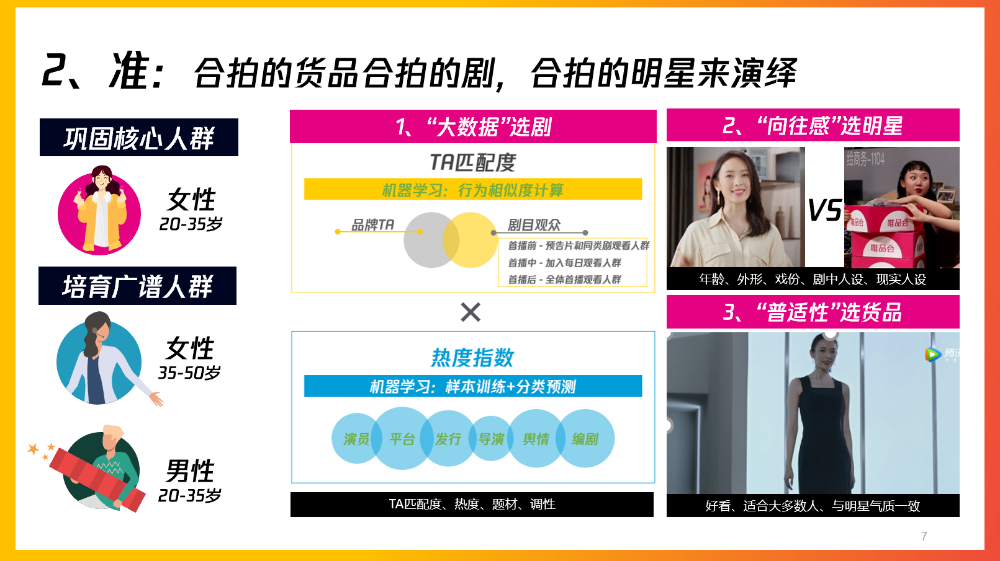 2、准：合拍的货品合拍的剧，合拍的明星来演绎
巩固核心人群
女性
20-35岁
培育广谱人群
女性
35-50岁
男性
20-35岁
1、“大数据”选剧
TA匹配度
机器学习：行为相似度计算
品牌TA
剧目观众
首播前 - 预告片和同类剧观看人群
首播中 - 加入每日观看人群
首播后 - 全体首播观看人群
×
热度指数
机器学习：样本训练+分类预测
演员 平台 发行 导演 舆情 编剧
TA匹配度、热度、题材、调性
2、“向往感”选明星
给商务-1104
VS
唯品会
唯品会
唯品会
年龄、外形、戏份、剧中人设、现实人设
3、“普适性”选货品
腾讯
好看、适合大多数人、与明星气质一致
7